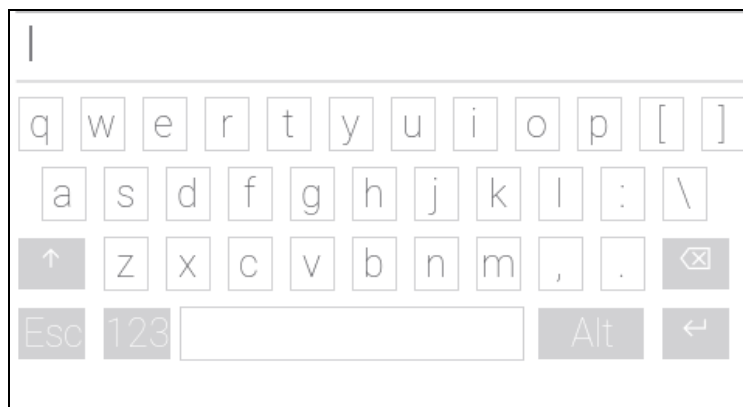 q w e r t y u i o p [ ]
a s d f g h j k l : \
↑ z x c v b n m , . ⌫
Esc 123 Alt ↵